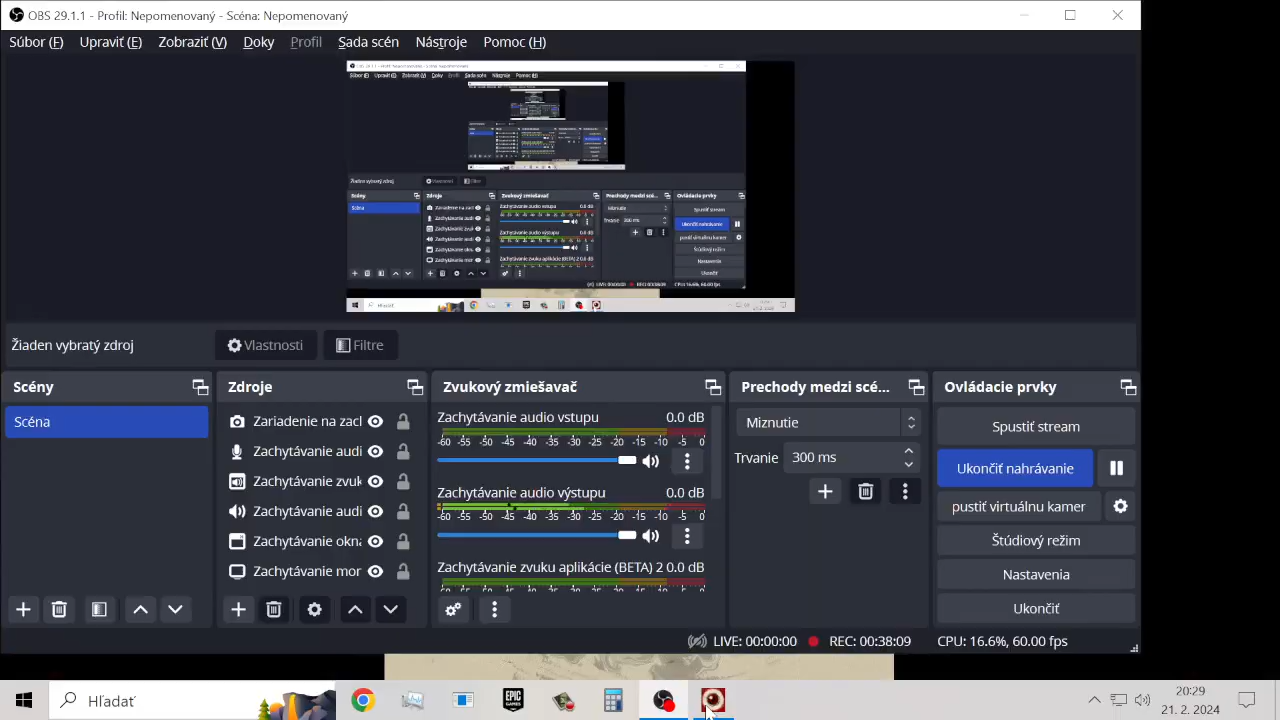 OBS 29.1.1 - Profil: Nepomenovaný - Scéna: Nepomenovaný
Súbor (F) Upraviť (E) Zobraziť (V) Doky Profil Sada scén Nástroje Pomoc (H)
Žiaden vybratý zdroj Vlastnosti Filtre
Scény
Scéna
Zdroje
Zariadenie na zacl
Zachytávanie audi
Zachytávanie zvuk
Zachytávanie audi
Zachytávanie okna
Zachytávanie mor
Zvukový zmiešavač
Zachytávanie audio vstupu 0.0 dB
-60 -55 -50 -45 -40 -35 -30 -25 -20 -15 -10 -5 0
Zachytávanie audio výstupu 0.0 dB
-60 -55 -50 -45 -40 -35 -30 -25 -20 -15 -10 -5 0
Zachytávanie zvuku aplikácie (BETA) 2 0.0 dB
Prechody medzi scé...
Miznutie
Trvanie 300 ms
Ovládacie prvky
Spustiť stream
Ukončiť nahrávanie
pustiť virtuálnu kamer
Štúdiový režim
Nastavenia
Ukončiť
LIVE: 00:00:00 REC: 00:38:09 CPU: 16.6%, 60.00 fps
Hľadať
EPIC
GAMES
20:29
21. 2. 2024